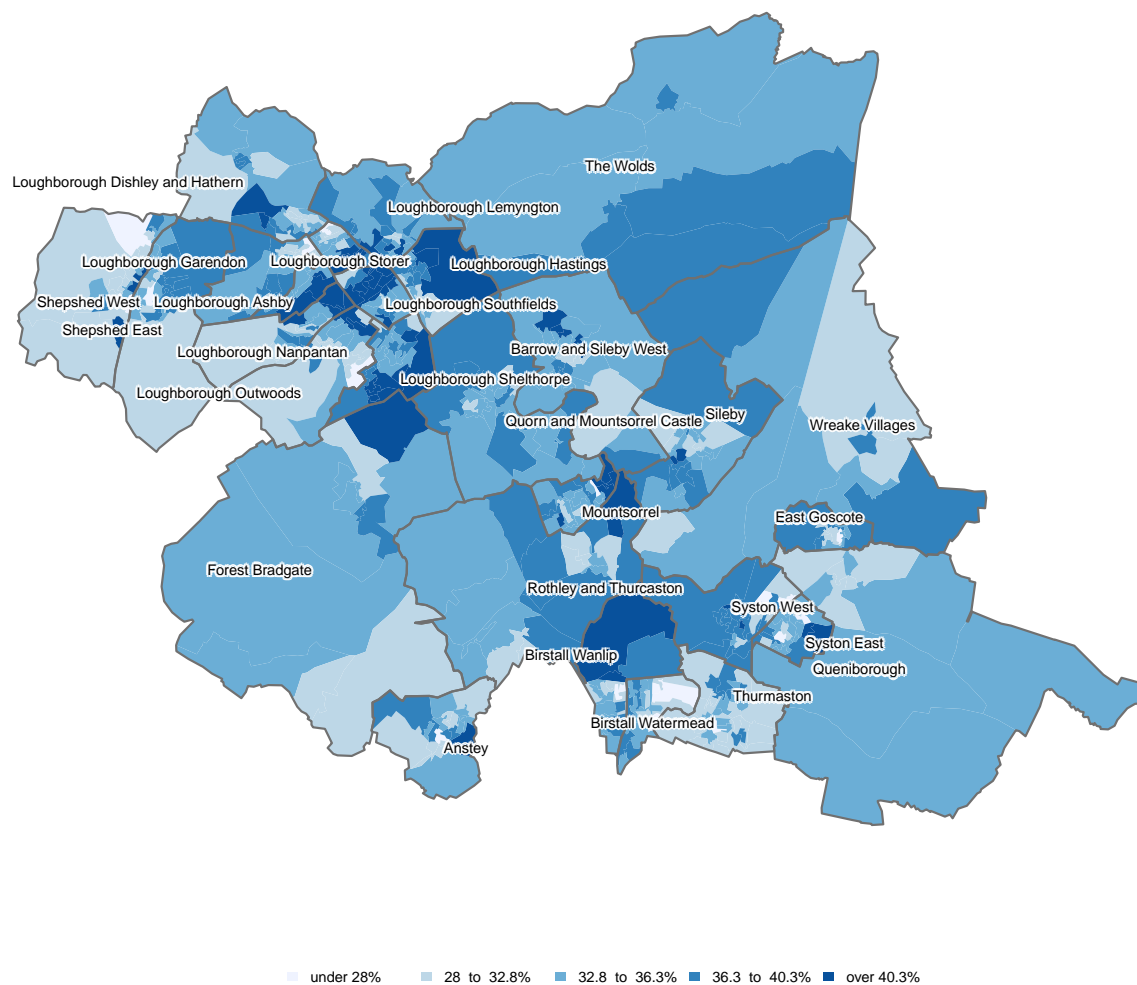 The Wolds
Loughborough Dishley and Hathern
Loughborough Lemyngton
Loughborough Garendon
Loughborough Storer
Loughborough Hastings
Shepshed West
Loughborough Ashby
Loughborough Southfields
Shepshed East
Loughborough Nanpantan
Barrow and Sileby West
Loughborough Outwoods
Loughborough Shelthorpe
Quorn and Mountsorrel Castle
Sileby
Wreake Villages
Mountsorrel
East Goscote
Forest Bradgate
Rothley and Thurcaston
Syston West
Syston East
Birstall Wanlip
Queniborough
Thurmaston
Birstall Watermead
Anstey
under 28% 28 to 32.8% 32.8 to 36.3% 36.3 to 40.3% over 40.3%